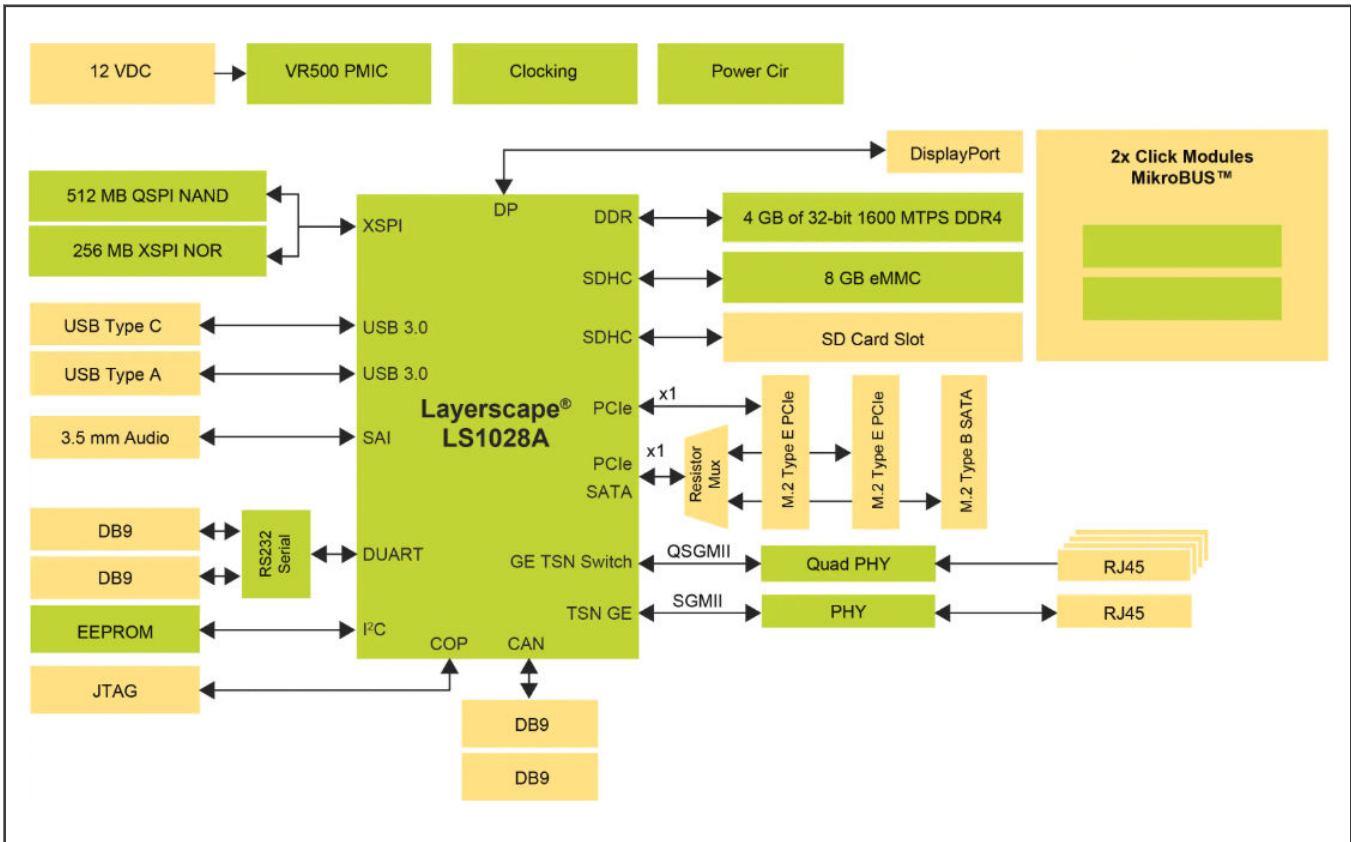 12 VDC
VR500 PMIC
Clocking
Power Cir
DisplayPort
2x Click Modules
MikroBUS™
512 MB QSPI NAND
256 MB XSPI NOR
XSPI
DP
DDR
4 GB of 32-bit 1600 MTPS DDR4
SDHC
8 GB eMMC
USB Type C
USB 3.0
SDHC
SD Card Slot
USB Type A
USB 3.0
Layerscape®
LS1028A
PCIe
x1
3.5 mm Audio
SAI
PCIe
SATA
x1
Resistor
Mux
M.2 Type E PCIe
M.2 Type E PCIe
M.2 Type B SATA
DB9
DB9
RS232
Serial
DUART
GE TSN Switch
QSGMII
Quad PHY
RJ45
TSN GE
SGMII
PHY
RJ45
EEPROM
I²C
COP
CAN
JTAG
DB9
DB9